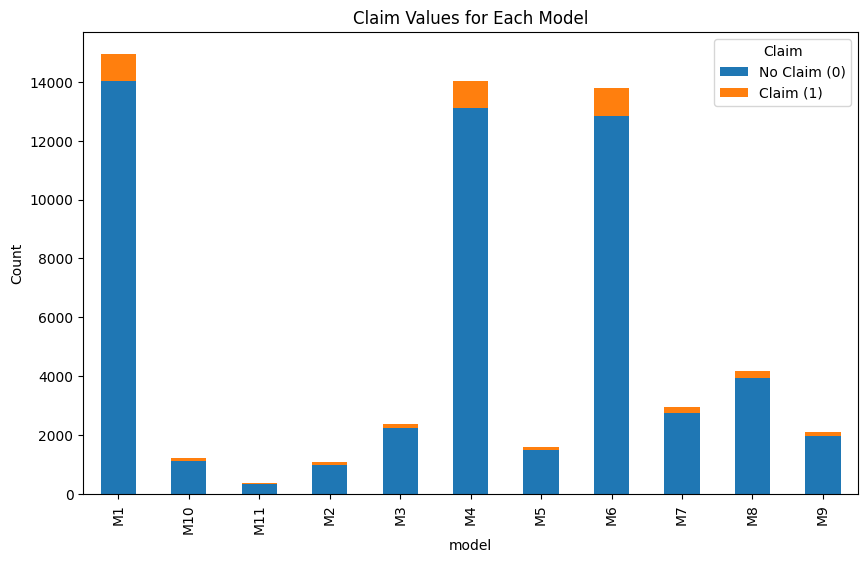 Claim Values for Each Model
Claim
No Claim (0)
Claim (1)
Count
14000
12000
10000
8000
6000
4000
2000
0
M1 M10 M11 M2 M3 M4 M5 M6 M7 M8 M9
model